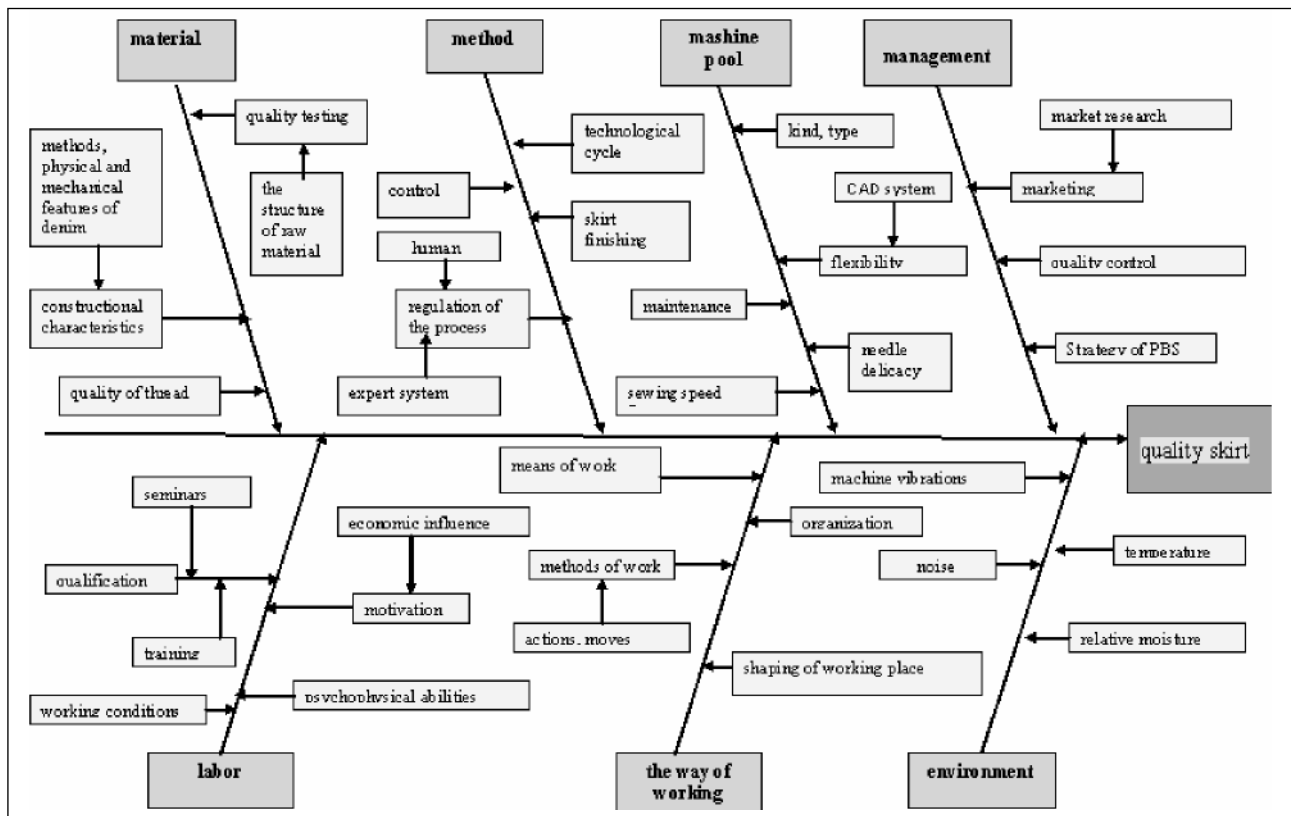 material
method
mashine
pool
management
quality testing
methods,
physical and
mechanical
features of
denim
the
structure
of raw
material
constructional
characteristics
quality of thread
technological
cycle
control
skirt
finishing
human
regulation of
the process
expert system
kind, type
CAD system
flexibility
maintenance
needle
delicacy
sewing speed
market research
marketing
quality control
Strategy of PBS
quality skirt
seminars
economic influence
qualification
motivation
training
psychophysical abilities
working conditions
labor
means of work
organization
methods of work
actions. moves
shaping of working place
the way of
working
machine vibrations
temperature
noise
relative moisture
environment